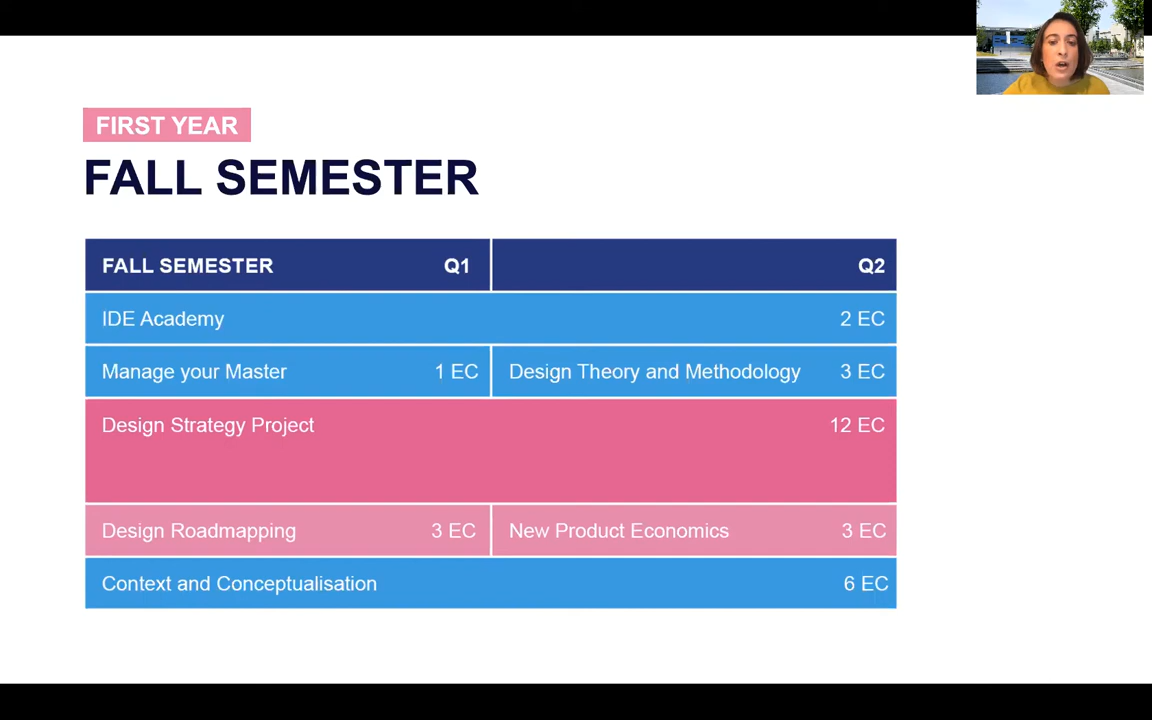 FIRST YEAR
FALL SEMESTER
FALL SEMESTER Q1 Q2
IDE Academy 2 EC
Manage your Master 1 EC Design Theory and Methodology 3 EC
Design Strategy Project 12 EC
Design Roadmapping 3 EC New Product Economics 3 EC
Context and Conceptualisation 6 EC